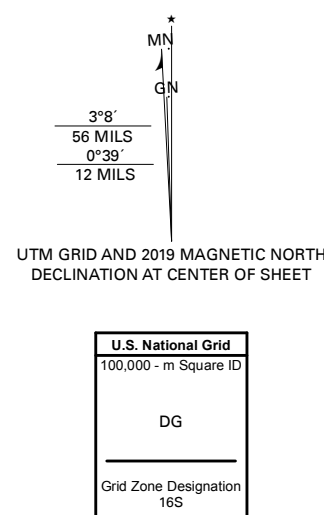 ★
MN
GN
3°8´
56 MILS
0°39´
12 MILS
UTM GRID AND 2019 MAGNETIC NORTH
DECLINATION AT CENTER OF SHEET
U.S. National Grid
100,000 - m Square ID
DG
Grid Zone Designation
16S